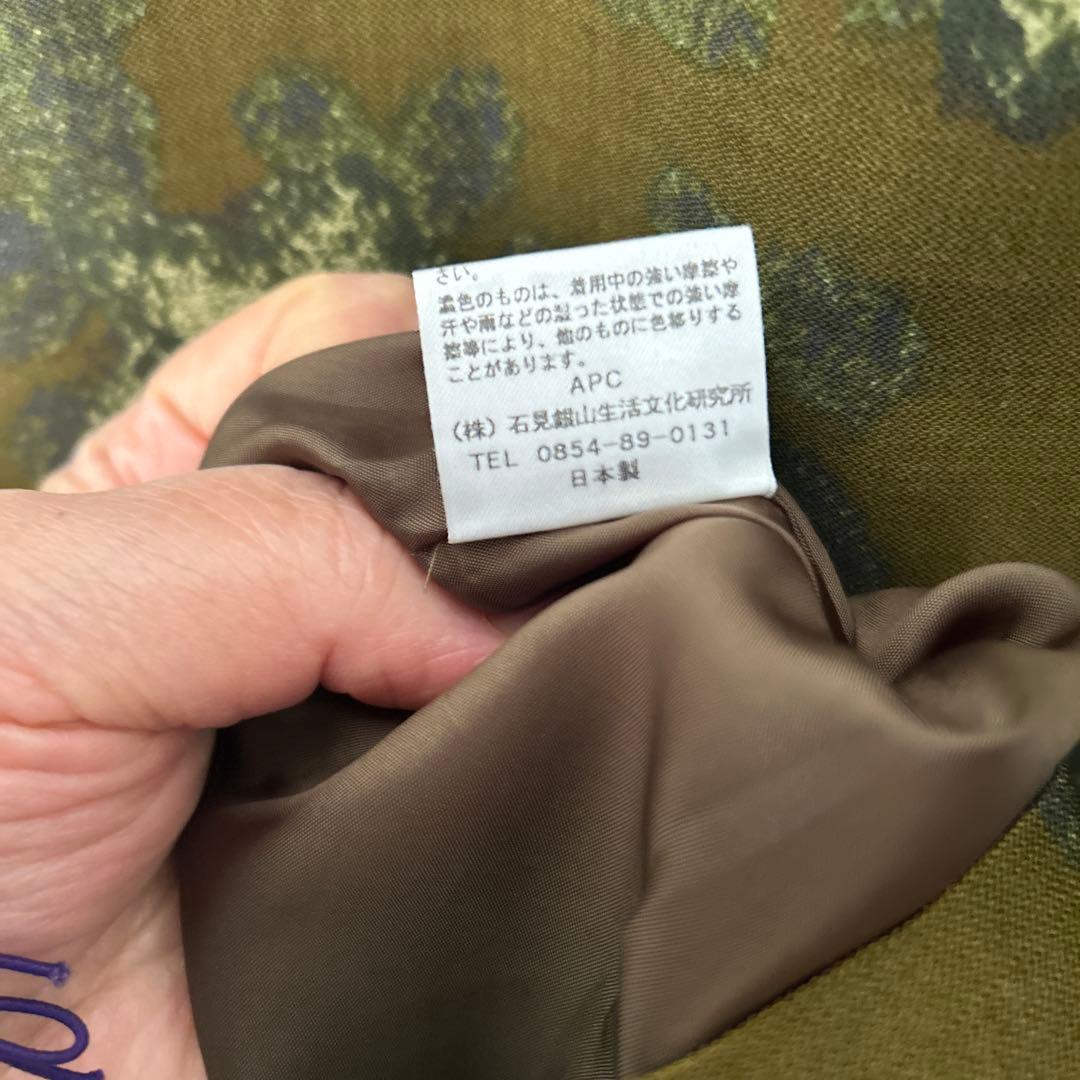 さい。
濃色のものは、着用中の強い摩擦や
汗や雨などの湿った状態での強い摩
擦等により、他のものに色移りする
ことがあります。
APC
(株)石見銀山生活文化研究所
TEL 0854-89-0131
日本製